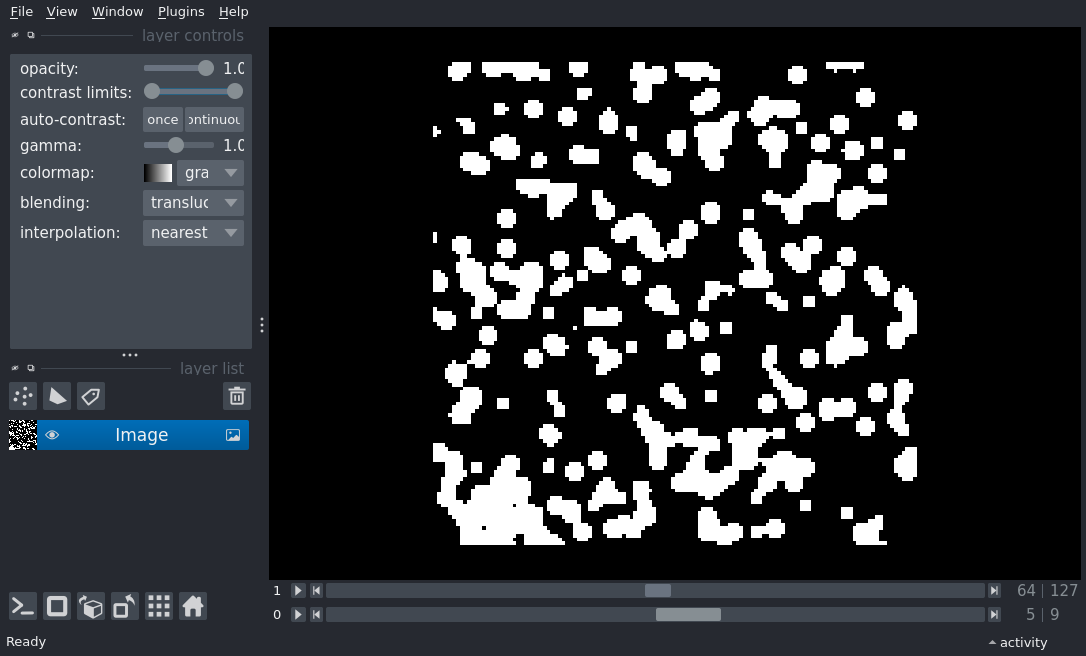 File View Window Plugins Help
layer controls
opacity: 1.0
contrast limits:
auto-contrast: once ontinuou
gamma: 1.0
colormap: gra
blending: transluc
interpolation: nearest
layer list
Image
1 64 | 127
0 5 | 9
Ready activity